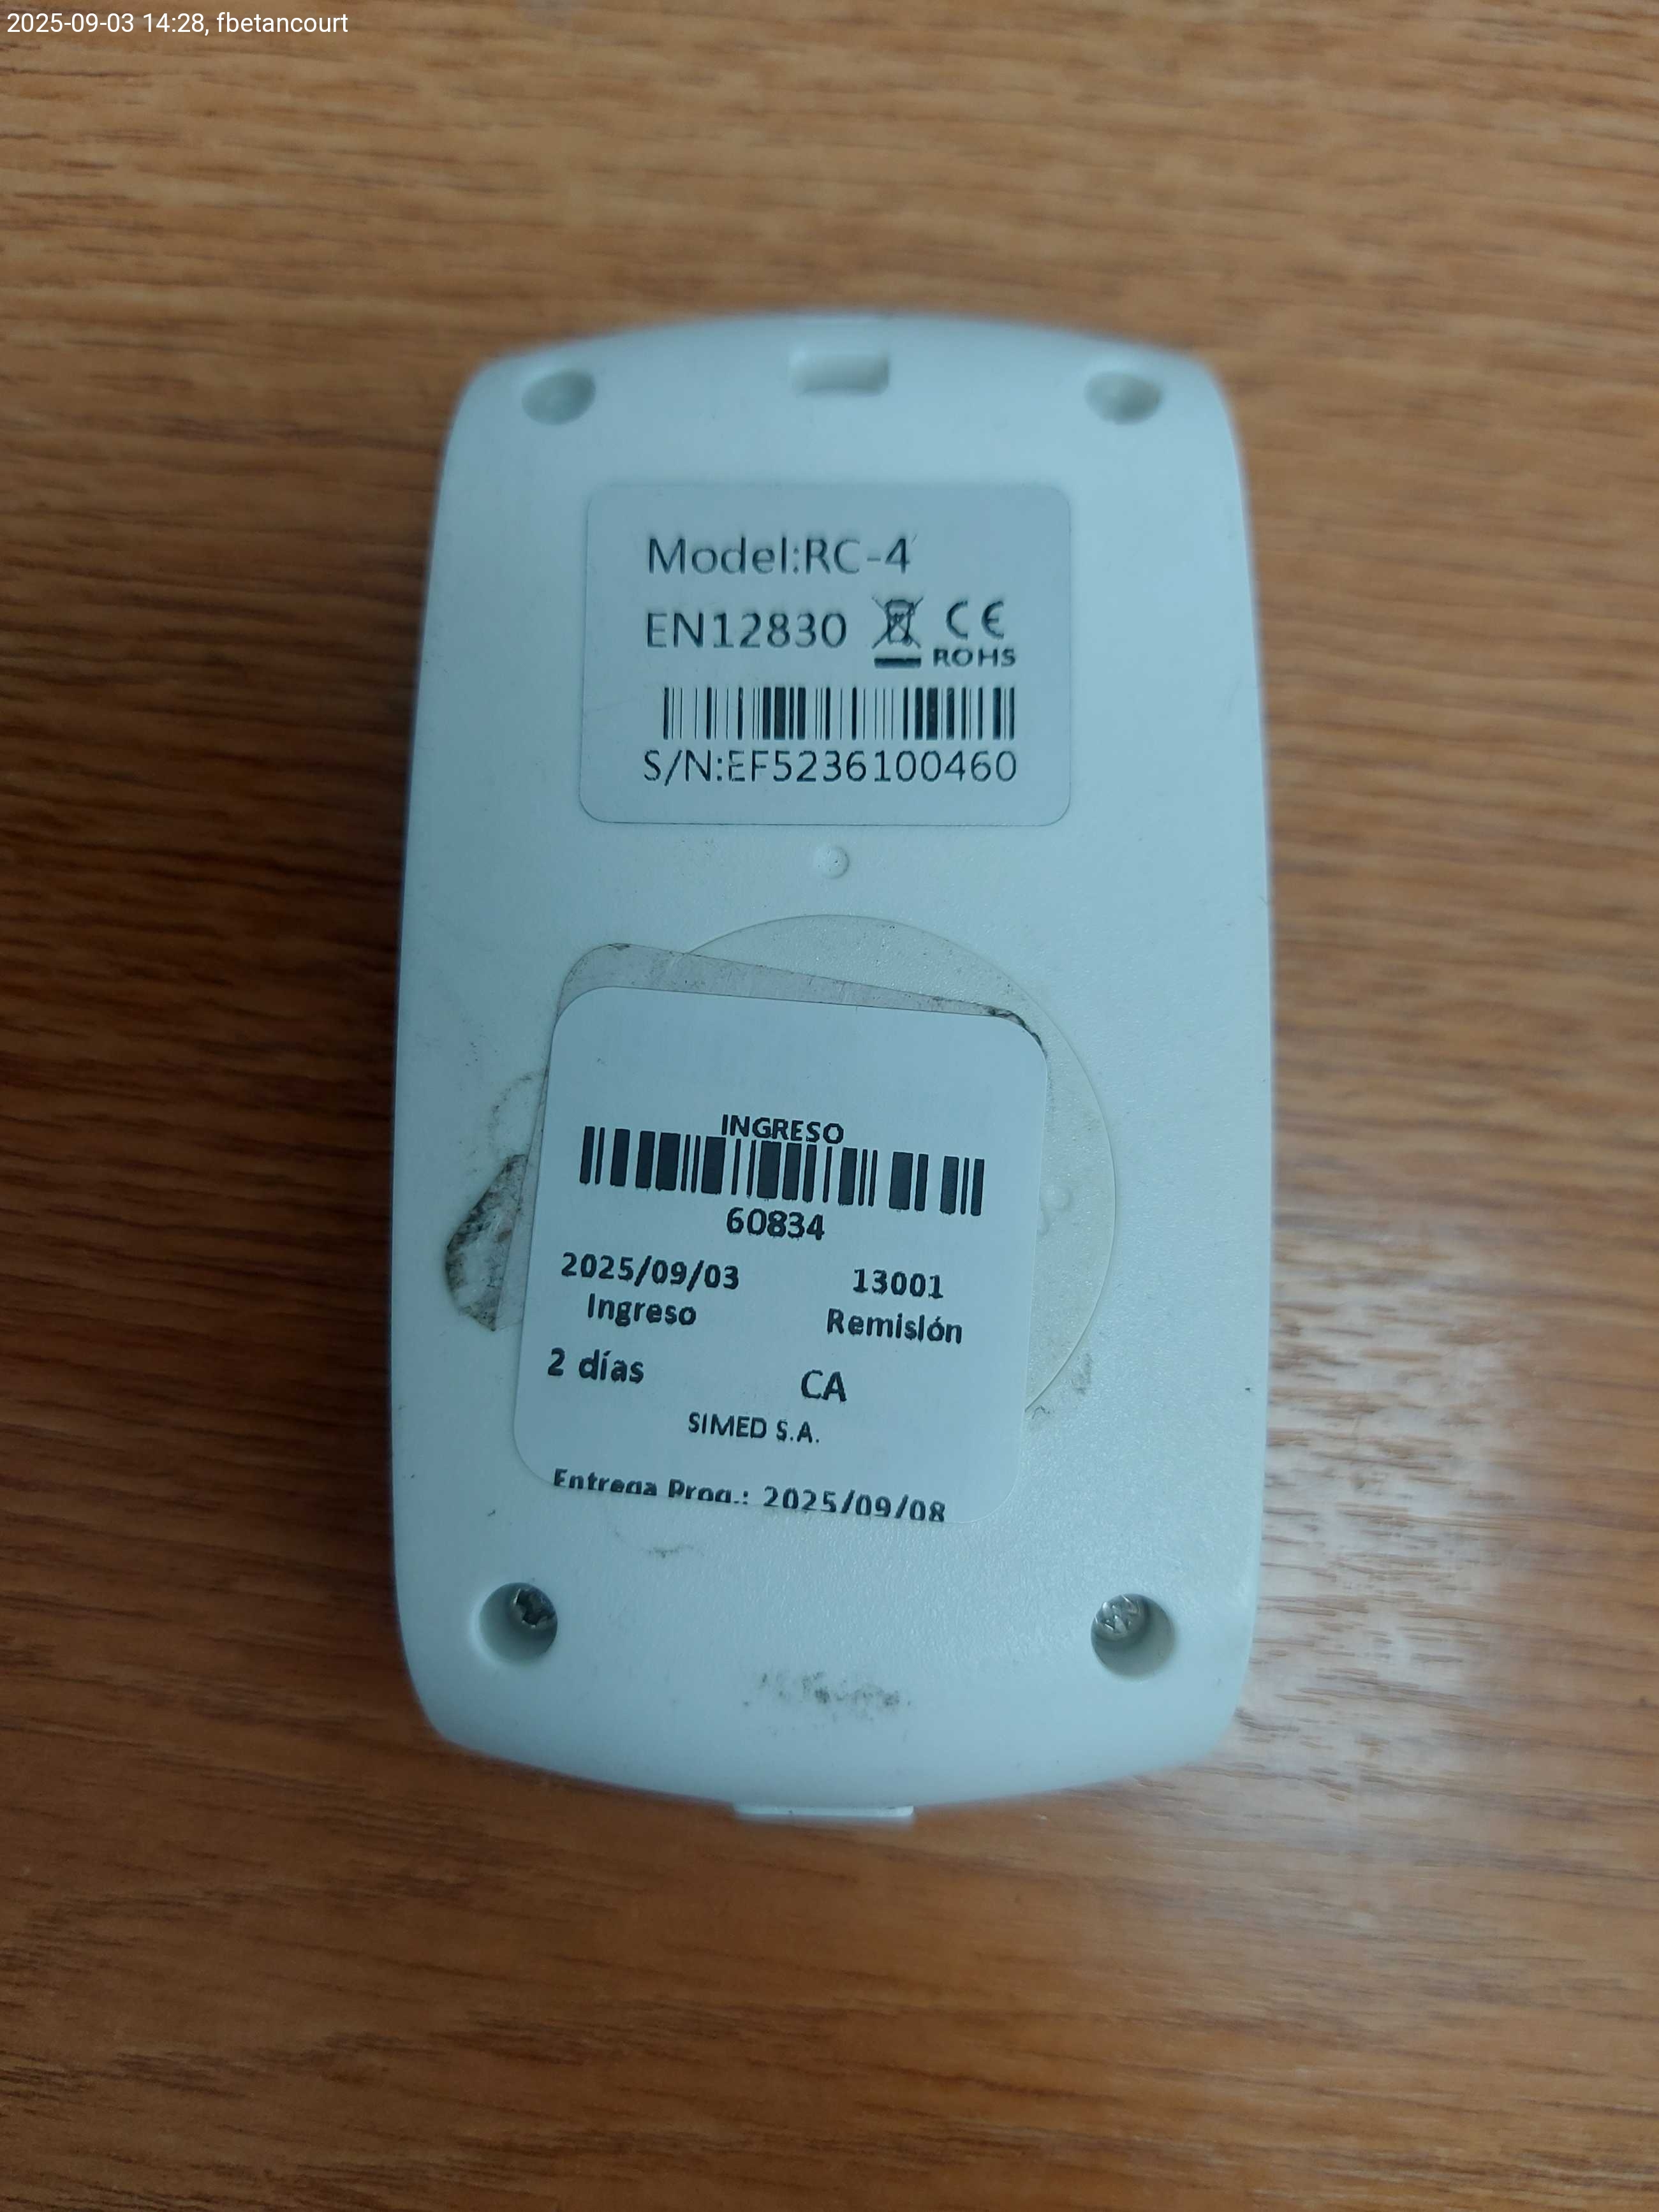 2025-09-03 14:28, fbetancourt
Model:RC-4
EN12830 CE
ROHS
S/N:EF5236100460
INGRESO
60834
2025/09/03 13001
Ingreso Remisión
2 días CA
SIMED S.A.
Entrega Prog.: 2025/09/08